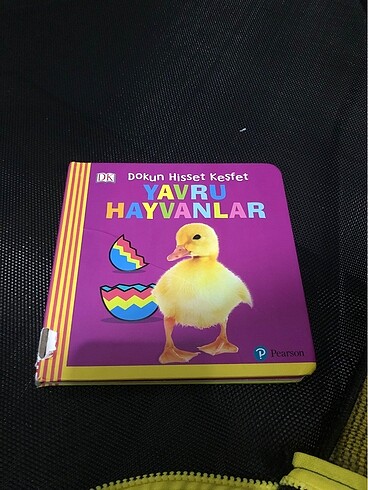 DK
Dokun Hisset Keşfet
YAVRU
HAYVANLAR
Pearson